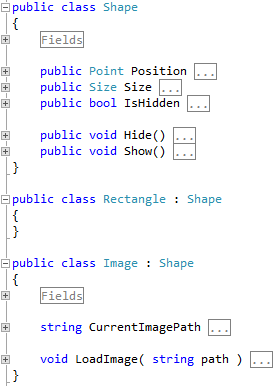 public class Shape
{
Fields
public Point Position ...
public Size Size ...
public bool IsHidden ...
public void Hide() ...
public void Show() ...
}
public class Rectangle : Shape
{
}
public class Image : Shape
{
Fields
string CurrentImagePath ...
void LoadImage( string path ) ...
}